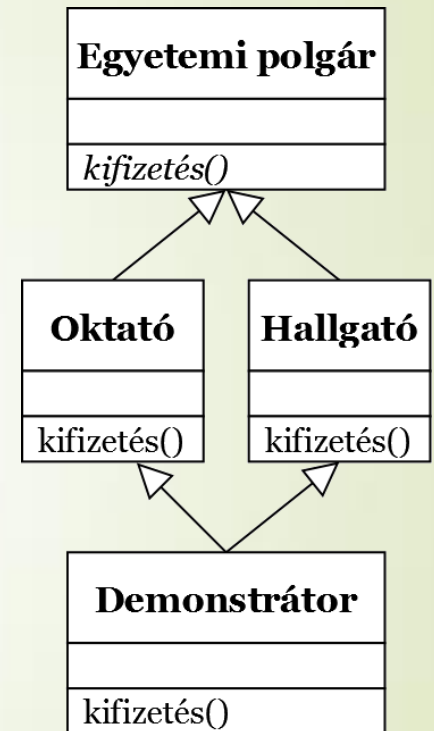 Egyetemi polgár
kifizetés()
Oktató
Hallgató
kifizetés()
kifizetés()
Demonstrátor
kifizetés()